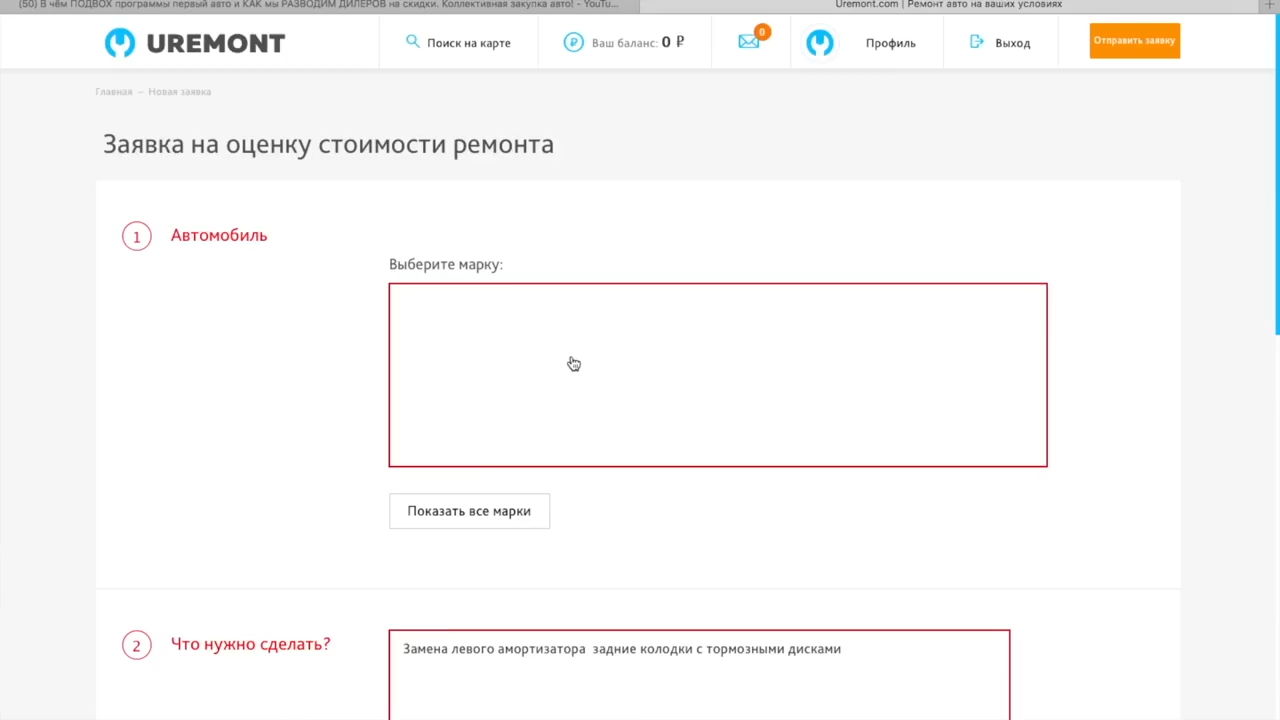 (50) В чём ПОДВОХ программы первый авто и КАК мы РАЗВОДИМ ДИЛЕРОВ на скидки. Коллективная закупка авто! - YouTu...
Uremont.com | Ремонт авто на ваших условиях
UREMONT
Поиск на карте
Ваш баланс: 0 ₽
0
Профиль
Выход
Отправить заявку
Главная — Новая заявка
Заявка на оценку стоимости ремонта
1 Автомобиль
Выберите марку:
Показать все марки
2 Что нужно сделать?
Замена левого амортизатора задние колодки с тормозными дисками